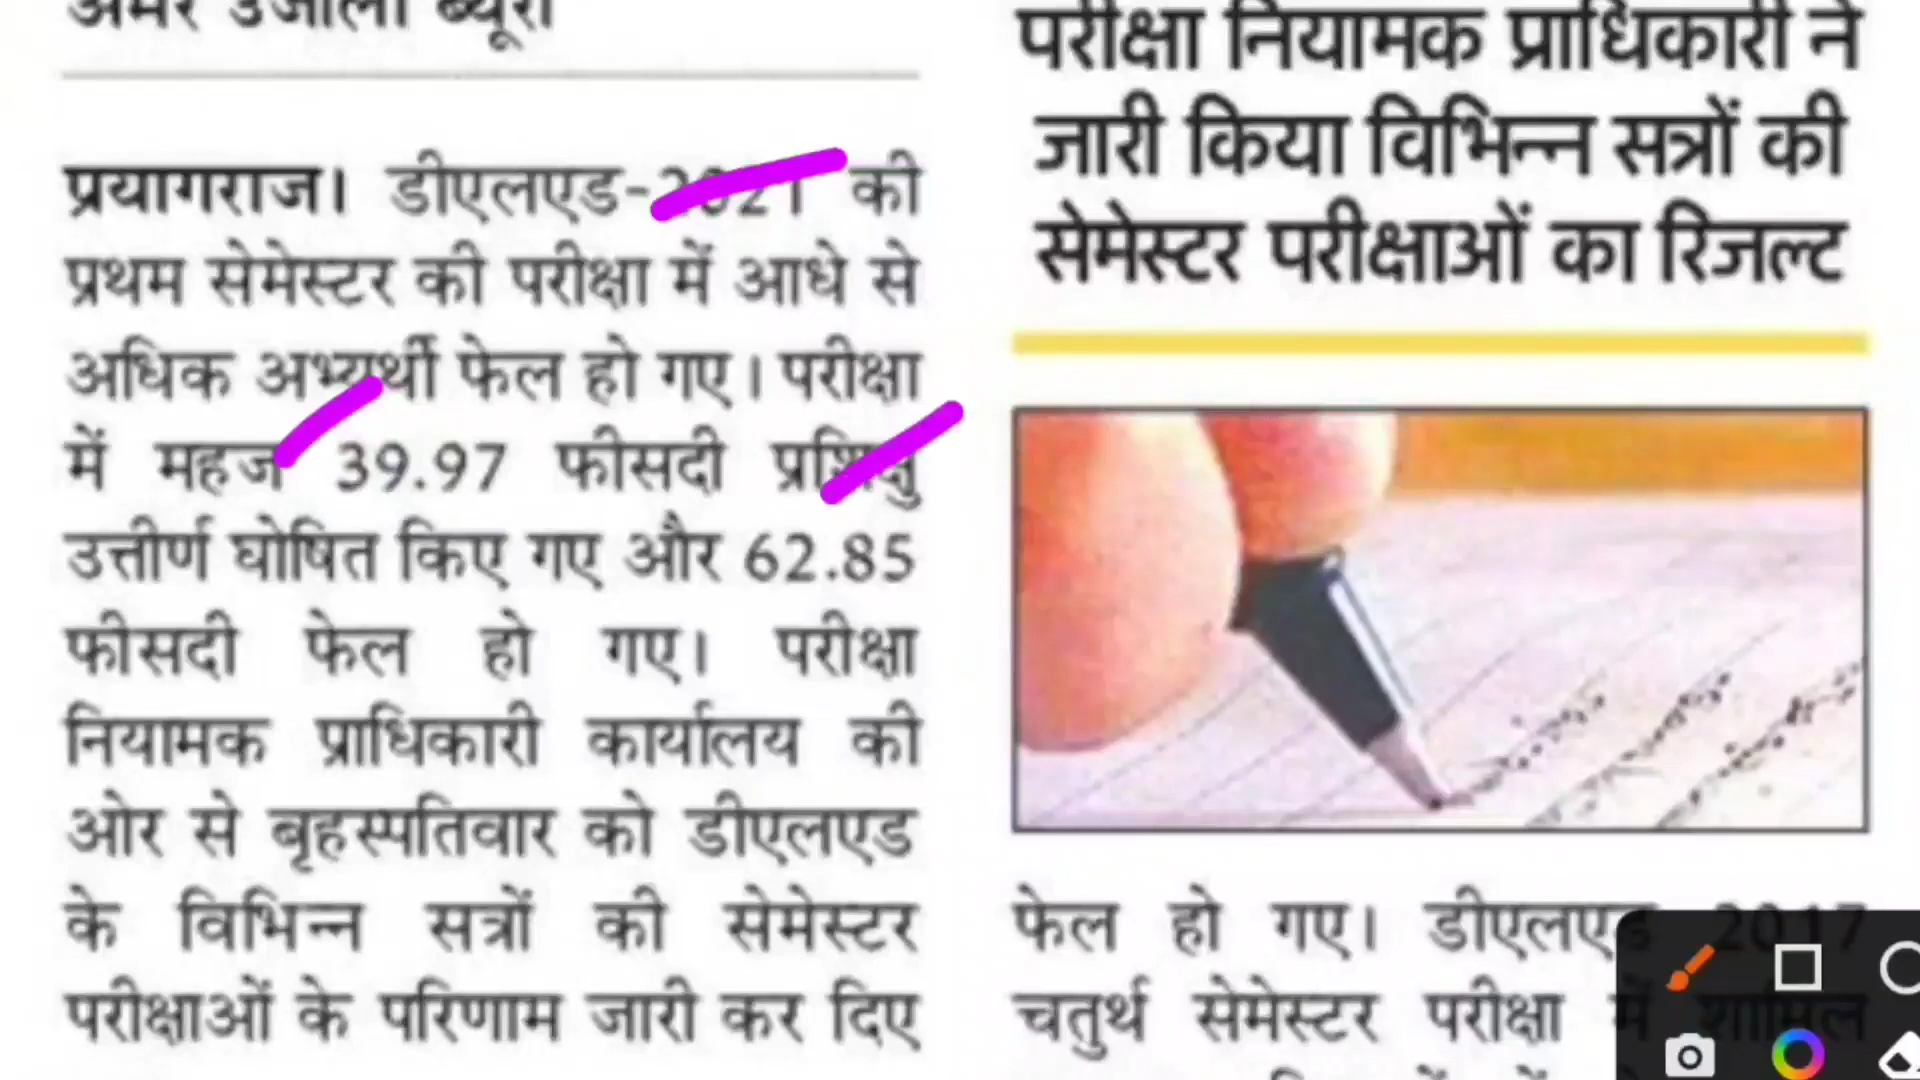 अमर उजाला ब्यूरो
प्रयागराज। डीएलएड-2021 की
प्रथम सेमेस्टर की परीक्षा में आधे से
अधिक अभ्यर्थी फेल हो गए। परीक्षा
में महज 39.97 फीसदी प्रशिक्षु
उत्तीर्ण घोषित किए गए और 62.85
फीसदी फेल हो गए। परीक्षा
नियामक प्राधिकारी कार्यालय की
ओर से बृहस्पतिवार को डीएलएड
के विभिन्न सत्रों की सेमेस्टर
परीक्षाओं के परिणाम जारी कर दिए
परीक्षा नियामक प्राधिकारी ने
जारी किया विभिन्न सत्रों की
सेमेस्टर परीक्षाओं का रिजल्ट
फेल हो गए। डीएलएड 2017
चतुर्थ सेमेस्टर परीक्षा में शामिल